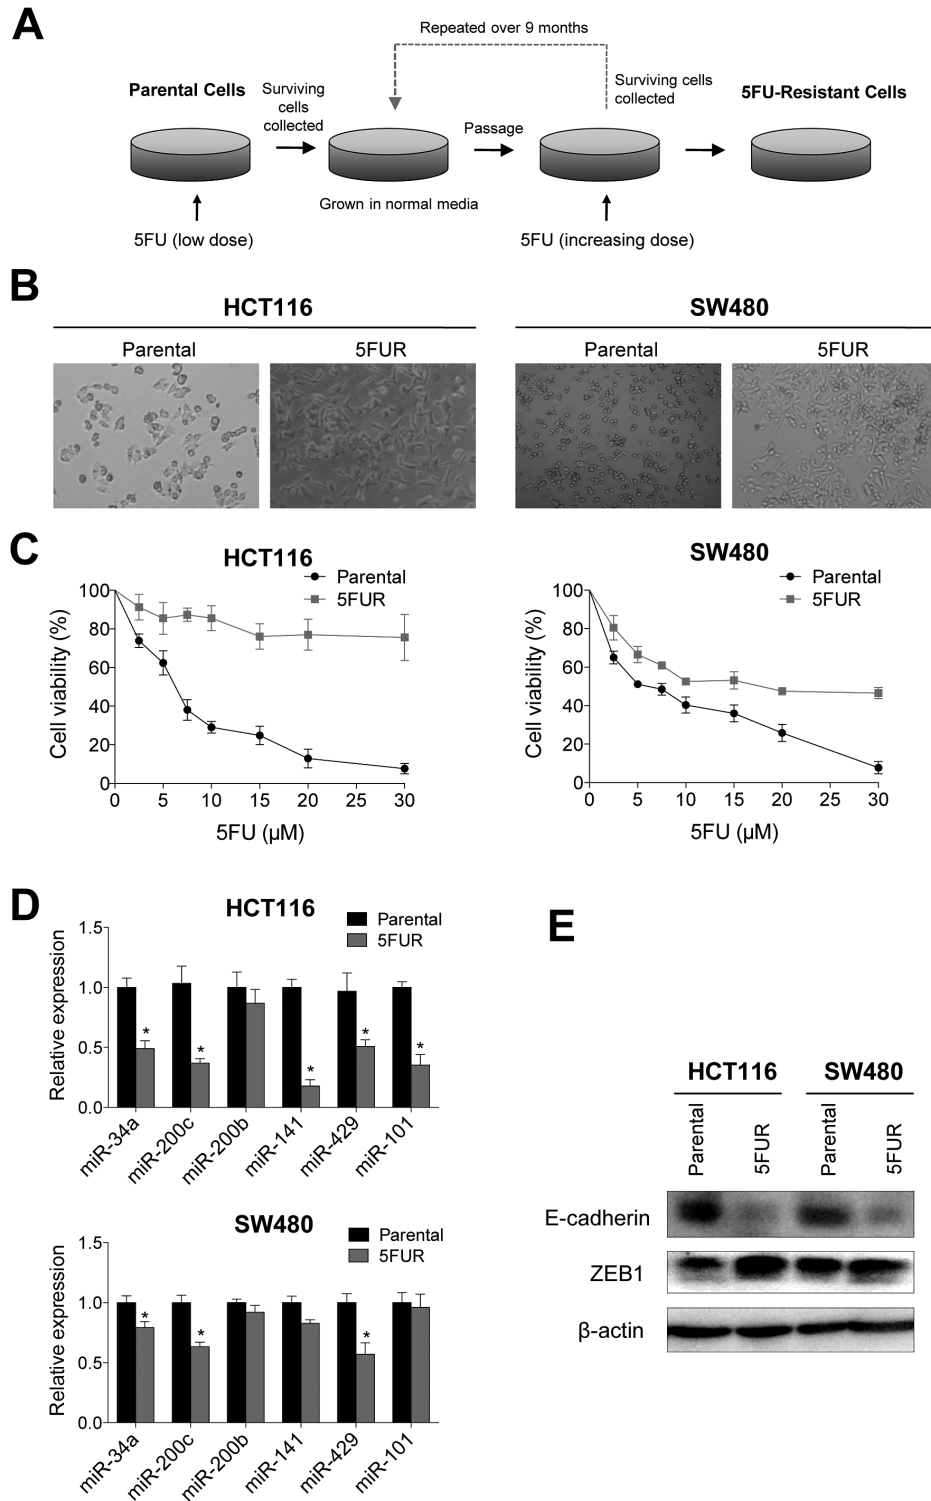 A
Repeated over 9 months
Parental Cells
Surviving
cells
collected
Passage
Surviving cells
collected
5FU-Resistant Cells
Grown in normal media
5FU (low dose)
5FU (increasing dose)
B
HCT116
SW480
Parental
5FUR
Parental
5FUR
C
HCT116
Parental
5FUR
Cell viability (%)
100
80
60
40
20
0
0
5
10
15
20
25
30
5FU (µM)
SW480
Parental
5FUR
Cell viability (%)
100
80
60
40
20
0
0
5
10
15
20
25
30
5FU (µM)
D
HCT116
Parental
5FUR
Relative expression
1.5
1.0
0.5
0.0
* * * * *
miR-34a
miR-200c
miR-200b
miR-141
miR-429
miR-101
SW480
Parental
5FUR
Relative expression
1.5
1.0
0.5
0.0
* * *
miR-34a
miR-200c
miR-200b
miR-141
miR-429
miR-101
E
HCT116
SW480
Parental
5FUR
Parental
5FUR
E-cadherin
ZEB1
β-actin